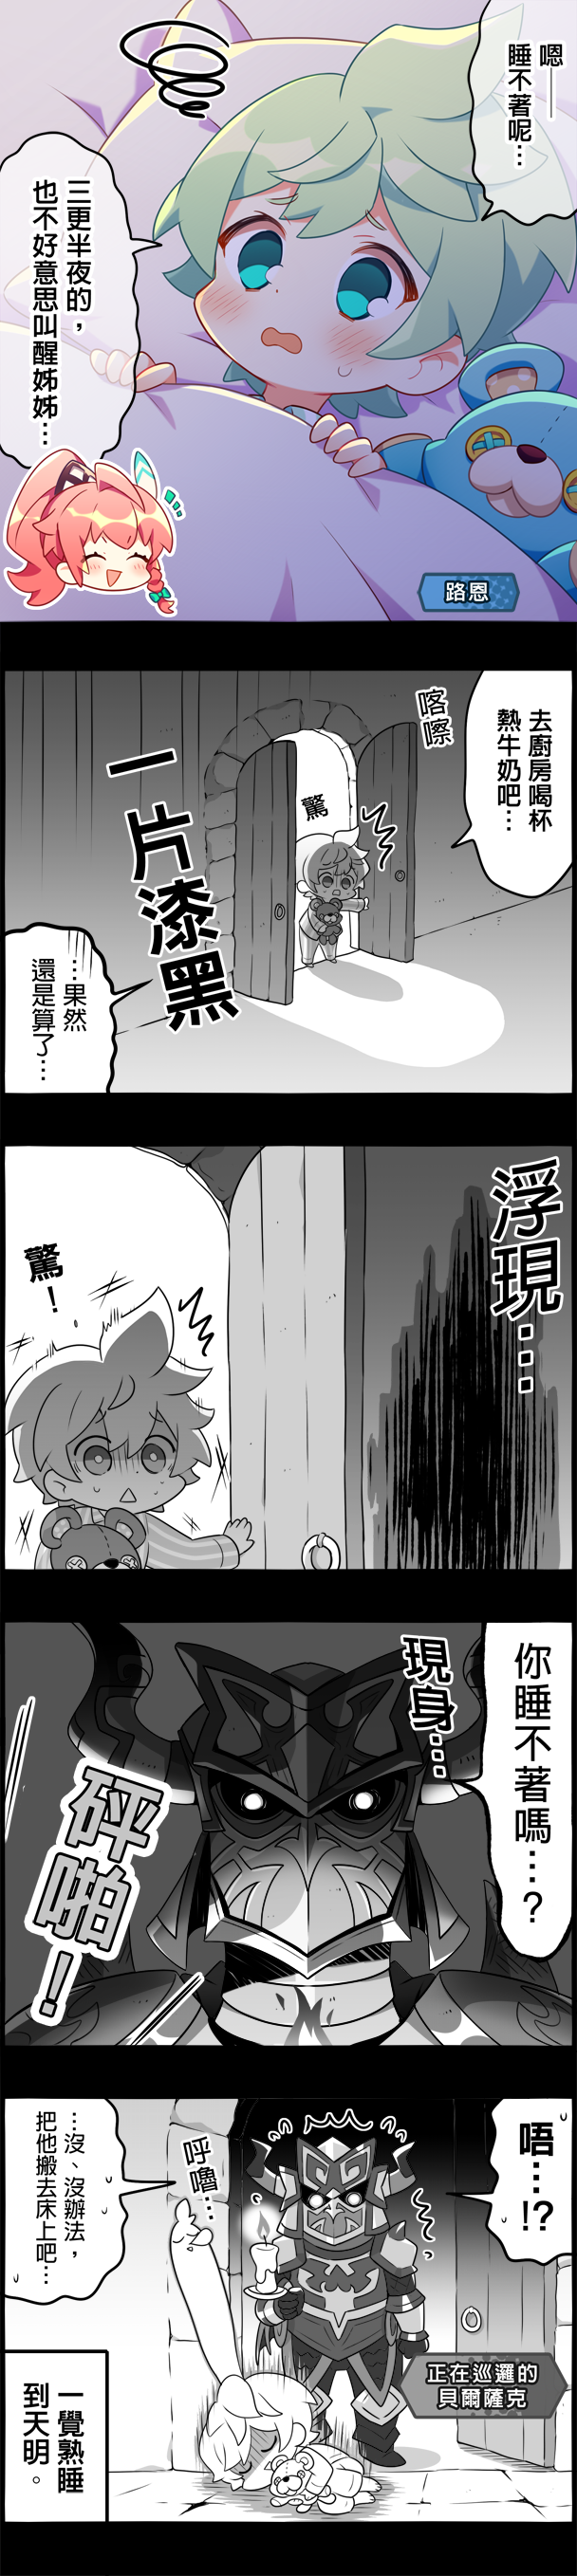 嗯——
睡不著呢…
三更半夜的，
也不好意思叫醒姊姊…
路恩
去廚房喝杯
熱牛奶吧…
喀嚓
驚
一片漆黑
…果然
還是算了…
浮現…
驚！
你睡不著嗎…？
現身…
砰啪！
唔…!?
呼嚕…
…沒、沒辦法，
把他搬去床上吧…
正在巡邏的
貝爾薩克
一覺熟睡
到天明。